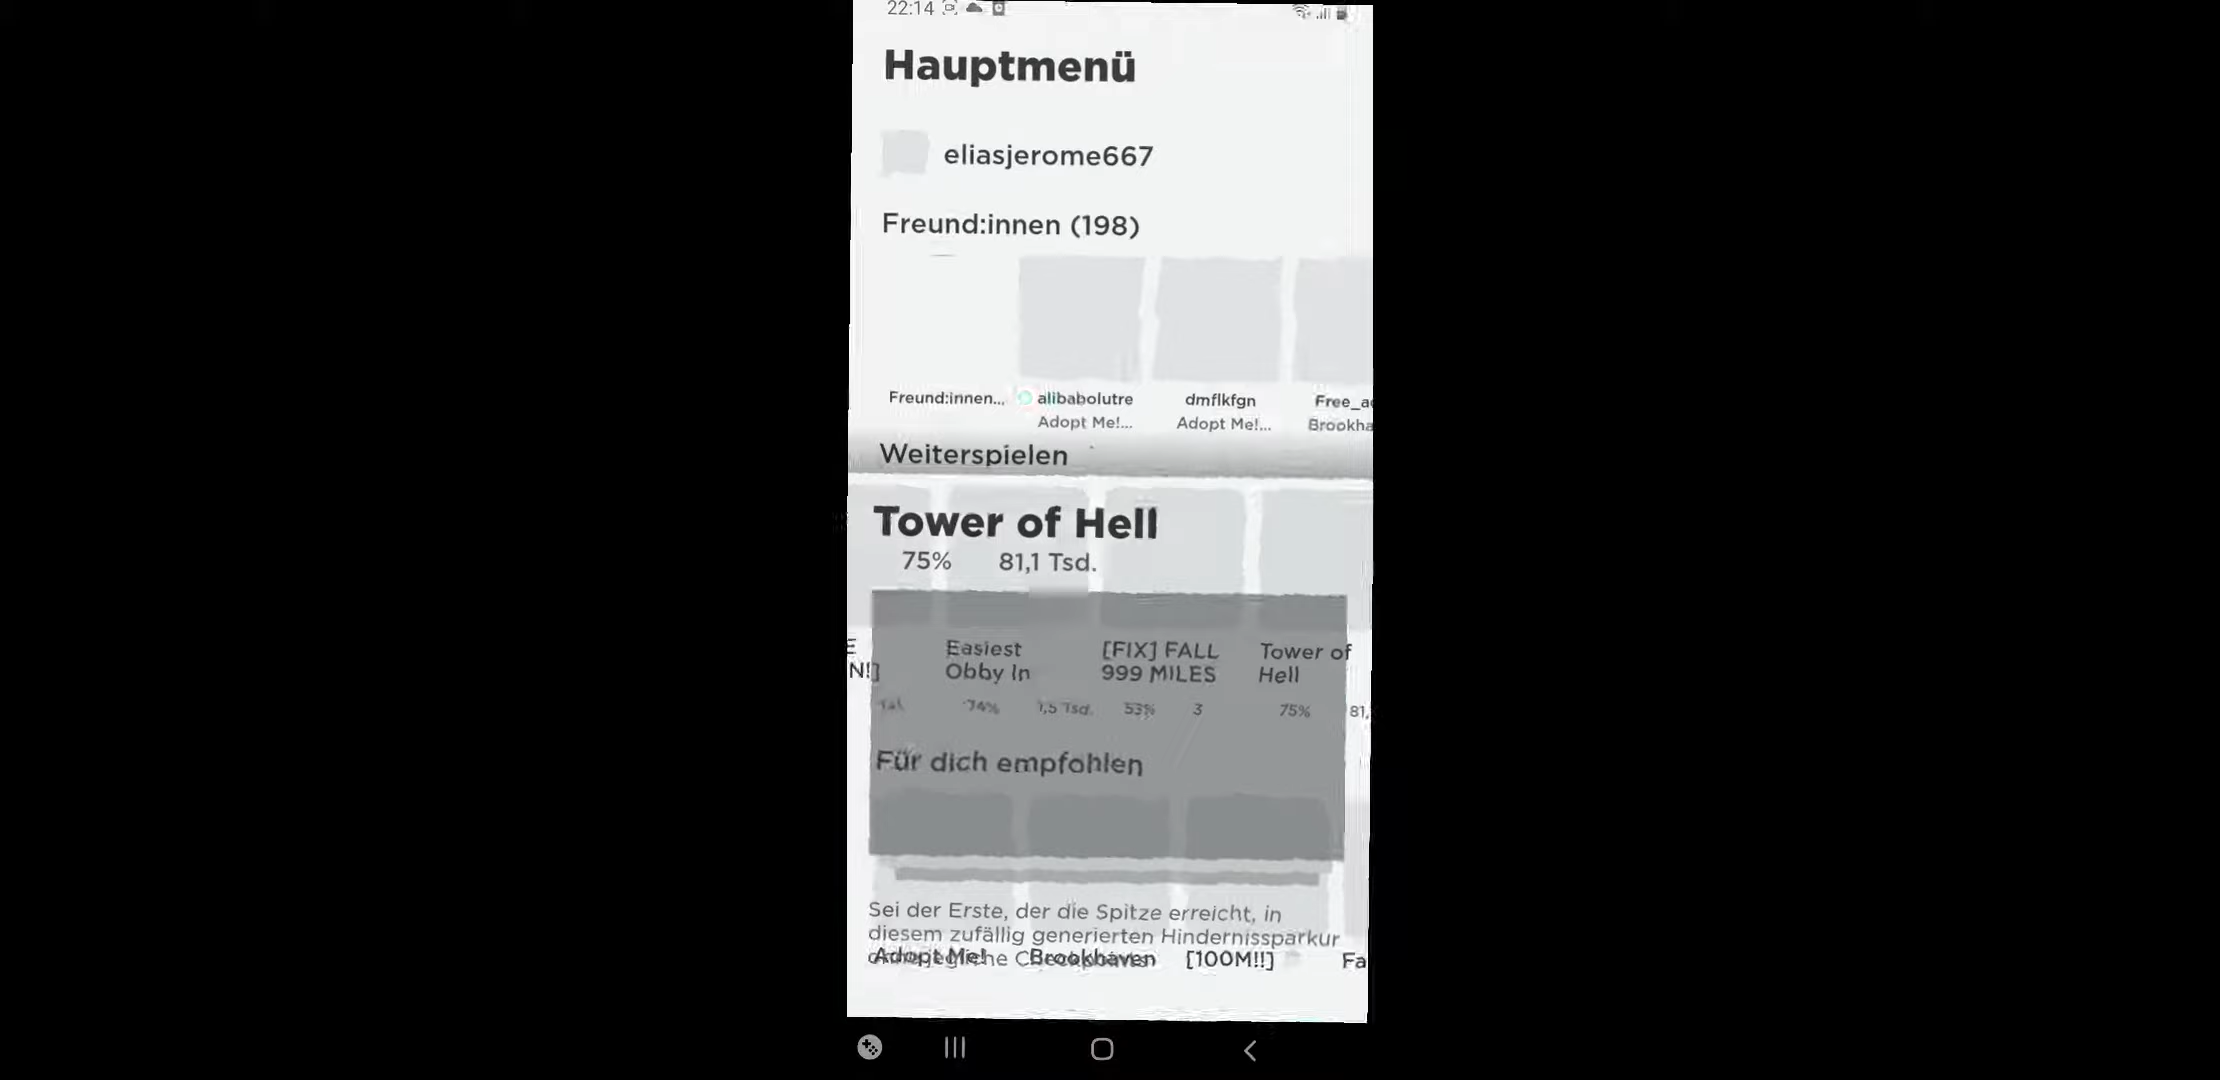 22:14
Hauptmenü
eliasjerome667
Freund:innen (198)
Freund:innen...
alibabolutre
dmflkfgn
Free_a
Adopt Me!...
Adopt Me!...
Brookha
Weiterspielen
Tower of Hell
75% 81,1 Tsd.
E
N!]
Easiest
Obby In
[FIX] FALL
999 MILES
Tower of
Hell
74% 1,5 Tsd. 53% 3 75% 81,
Für dich empfohlen
Sei der Erste, der die Spitze erreicht, in
diesem zufällig generierten Hindernissparkur
Adopt Me! Brookhaven [100M!!] Fa